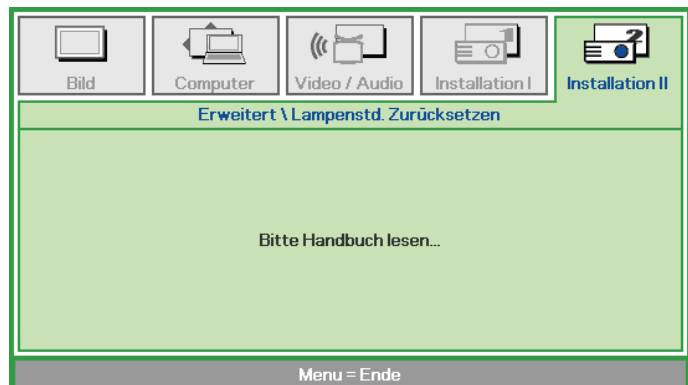 Bild
Computer
Video / Audio
Installation I
Installation II
Erweitert \ Lampenstd. Zurücksetzen
Bitte Handbuch lesen...
Menu = Ende